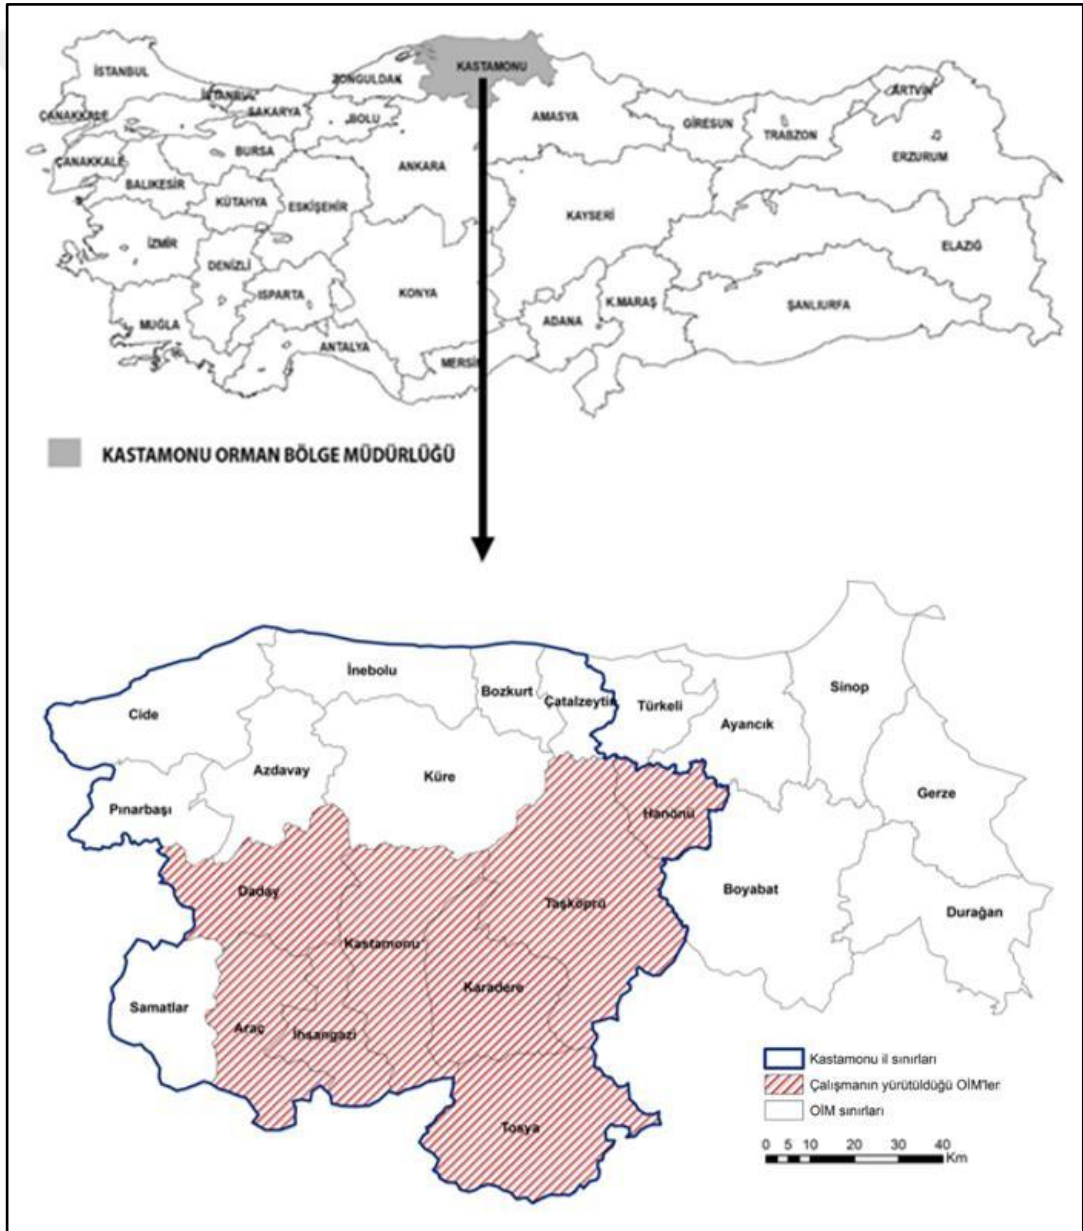 KASTAMONU
İSTANBUL
ZONGULDAK
ARTVİN
İSTANBUL
ÇANAKKALE
SAKARYA
BOLU
AMASYA
GİRESUN
TRABZON
BURSA
ÇANAKKALE
ANKARA
ERZURUM
BALIKESİR
KÜTAHYA
ESKİŞEHİR
KAYSERİ
İZMİR
ELAZIĞ
DENİZLİ
ISPARTA
KONYA
K.MARAŞ
ŞANLIURFA
ADANA
MUĞLA
ANTALYA
MERSİN
KASTAMONU ORMAN BÖLGE MÜDÜRLÜĞÜ
İnebolu
Bozkurt
Çatalzeytin
Türkeli
Sinop
Cide
Ayancık
Azdavay
Küre
Gerze
Pınarbaşı
Hanönü
Daday
Boyabat
Taşköprü
Durağan
Kastamonu
Karadere
Samatlar
Araç
İhsangazi
Tosya
Kastamonu il sınırları
Çalışmanın yürütüldüğü OİM'leri
OİM sınırları
0 5 10 20 30 40
Km